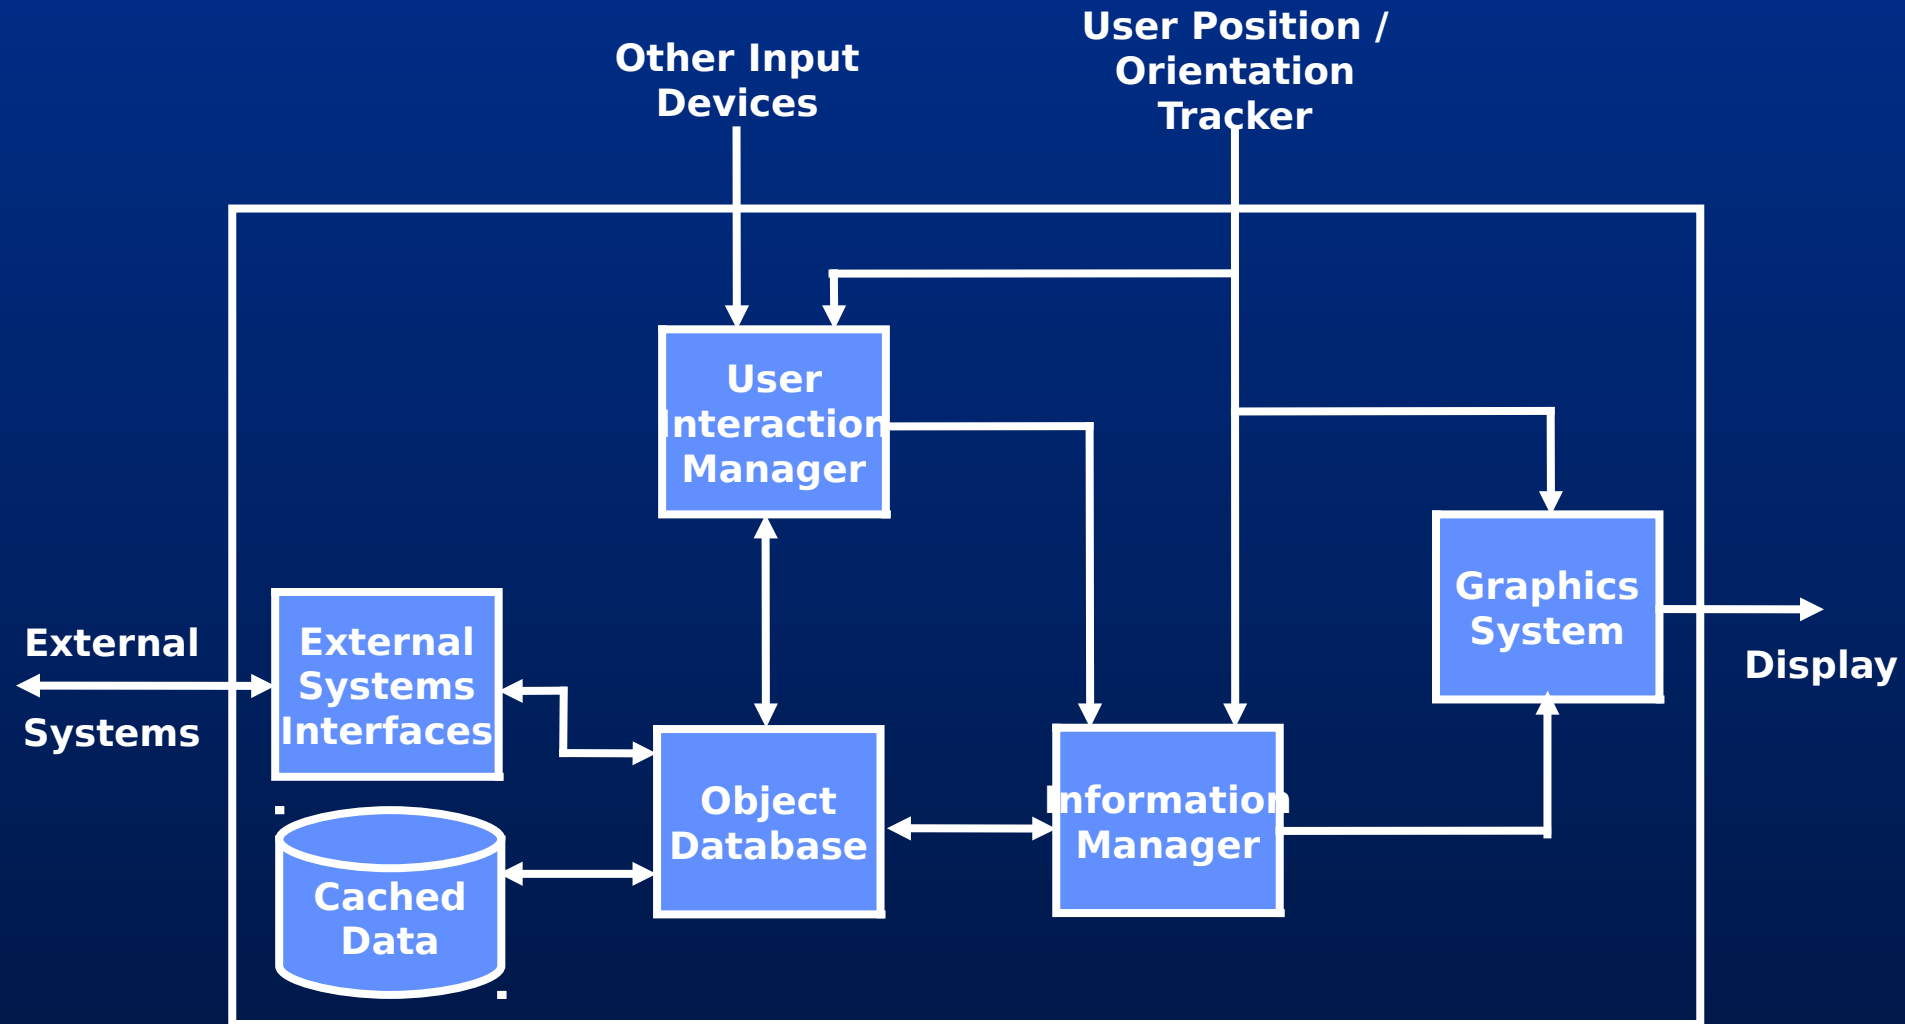 User Position /
Orientation
Tracker
Other Input
Devices
User
Interaction
Manager
Graphics
System
Display
External
Systems
External
Systems
Interfaces
Object
Database
Information
Manager
Cached
Data